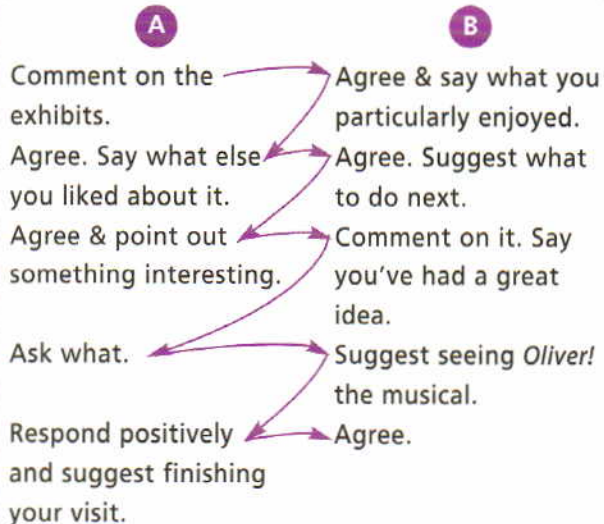 A
B
Comment on the
exhibits.
Agree & say what you
particularly enjoyed.
Agree. Say what else
you liked about it.
Agree. Suggest what
to do next.
Agree & point out
something interesting.
Comment on it. Say
you've had a great
idea.
Ask what.
Suggest seeing Oliver!
the musical.
Respond positively
and suggest finishing
your visit.
Agree.